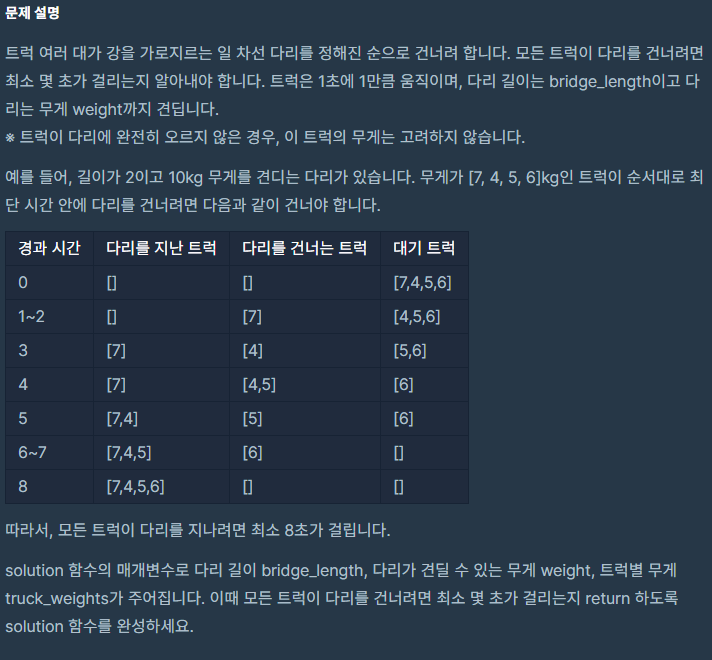 문제 설명
트럭 여러 대가 강을 가로지르는 일 차선 다리를 정해진 순으로 건너려 합니다. 모든 트럭이 다리를 건너려면
최소 몇 초가 걸리는지 알아내야 합니다. 트럭은 1초에 1만큼 움직이며, 다리 길이는 bridge_length이고 다
리는 무게 weight까지 견딥니다.
※ 트럭이 다리에 완전히 오르지 않은 경우, 이 트럭의 무게는 고려하지 않습니다.
예를 들어, 길이가 2이고 10kg 무게를 견디는 다리가 있습니다. 무게가 [7, 4, 5, 6]kg인 트럭이 순서대로 최
단 시간 안에 다리를 건너려면 다음과 같이 건너야 합니다.
경과 시간 다리를 지난 트럭 다리를 건너는 트럭 대기 트럭
0 [] [] [7,4,5,6]
1~2 [] [7] [4,5,6]
3 [7] [4] [5,6]
4 [7] [4,5] [6]
5 [7,4] [5] [6]
6~7 [7,4,5] [6] []
8 [7,4,5,6] [] []
따라서, 모든 트럭이 다리를 지나려면 최소 8초가 걸립니다.
solution 함수의 매개변수로 다리 길이 bridge_length, 다리가 견딜 수 있는 무게 weight, 트럭별 무게
truck_weights가 주어집니다. 이때 모든 트럭이 다리를 건너려면 최소 몇 초가 걸리는지 return 하도록
solution 함수를 완성하세요.